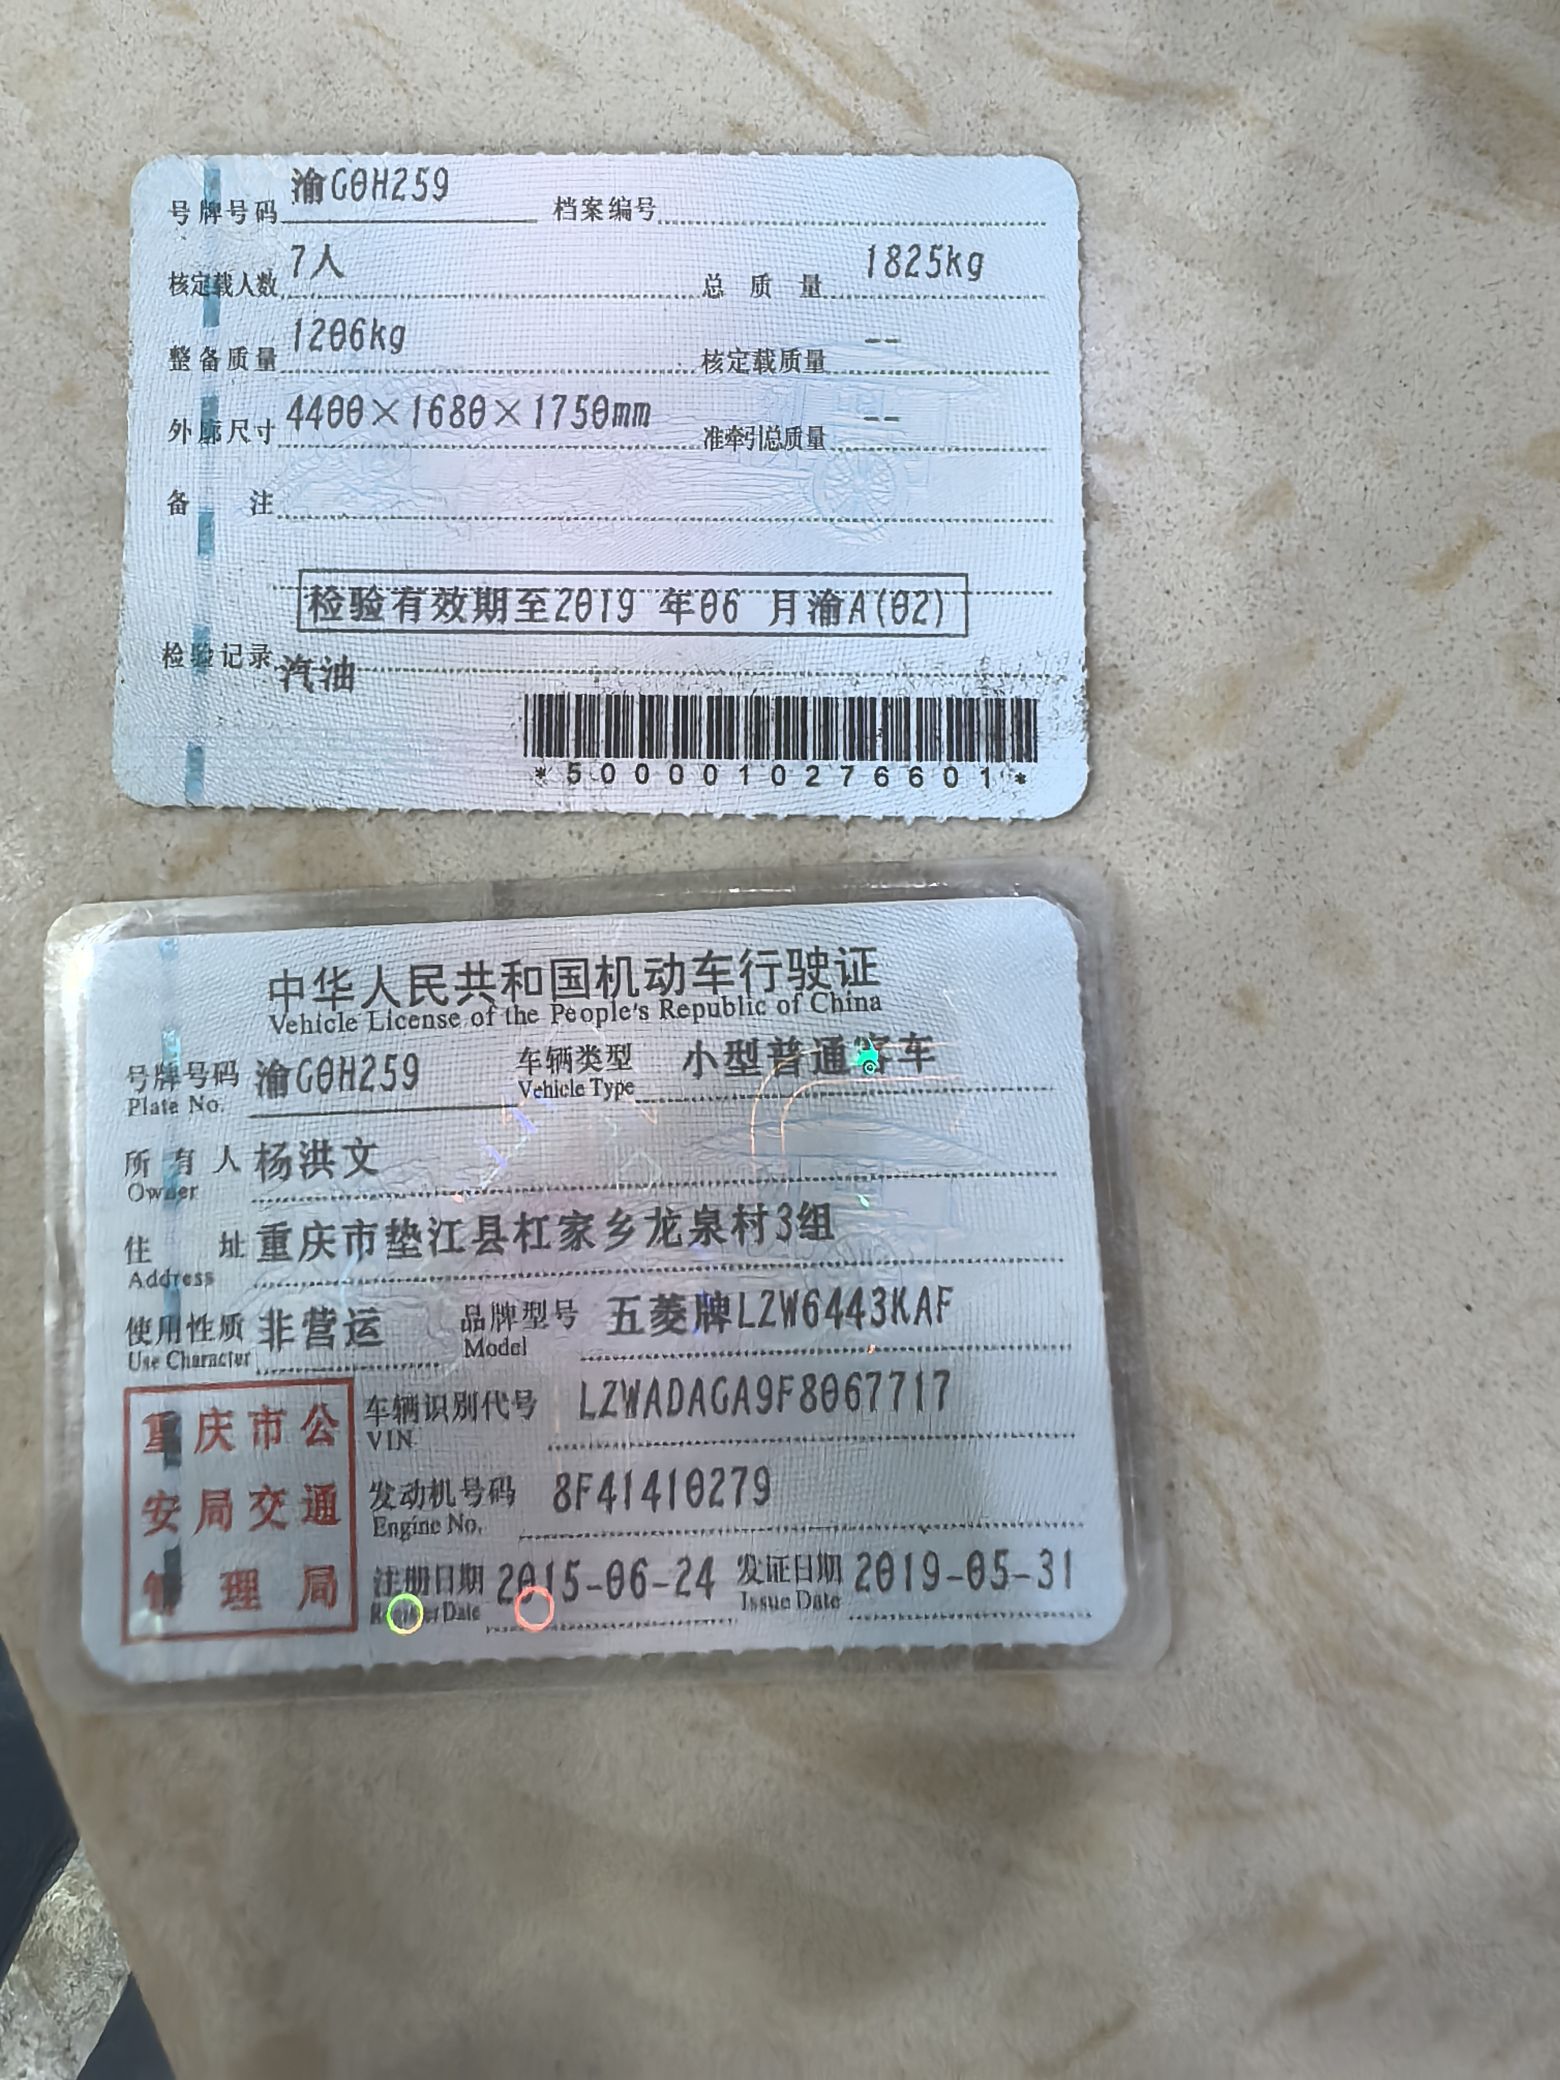 号牌号码 渝G0H259 档案编号
核定载人数 7人 总质量 1825kg
整备质量 1206kg 核定载质量 --
外廓尺寸 4400×1680×1750mm 准牵引总质量 --
备注
检验有效期至2019 年06 月渝A(02)
检验记录 汽油
*5000010276601*
中华人民共和国机动车行驶证
Vehicle License of the People's Republic of China
号牌号码 渝G0H259 车辆类型 小型普通客车
Plate No. Vehicle Type
所有人 杨洪文
Owner
住址 重庆市垫江县杠家乡龙泉村3组
Address
使用性质 非营运 品牌型号 五菱牌LZW6443KAF
Use Character Model
重庆市公
安局交通
管理局
车辆识别代号 LZWADAGA9F8067717
VIN
发动机号码 8F41410279
Engine No.
注册日期 2015-06-24 发证日期 2019-05-31
Register Date Issue Date